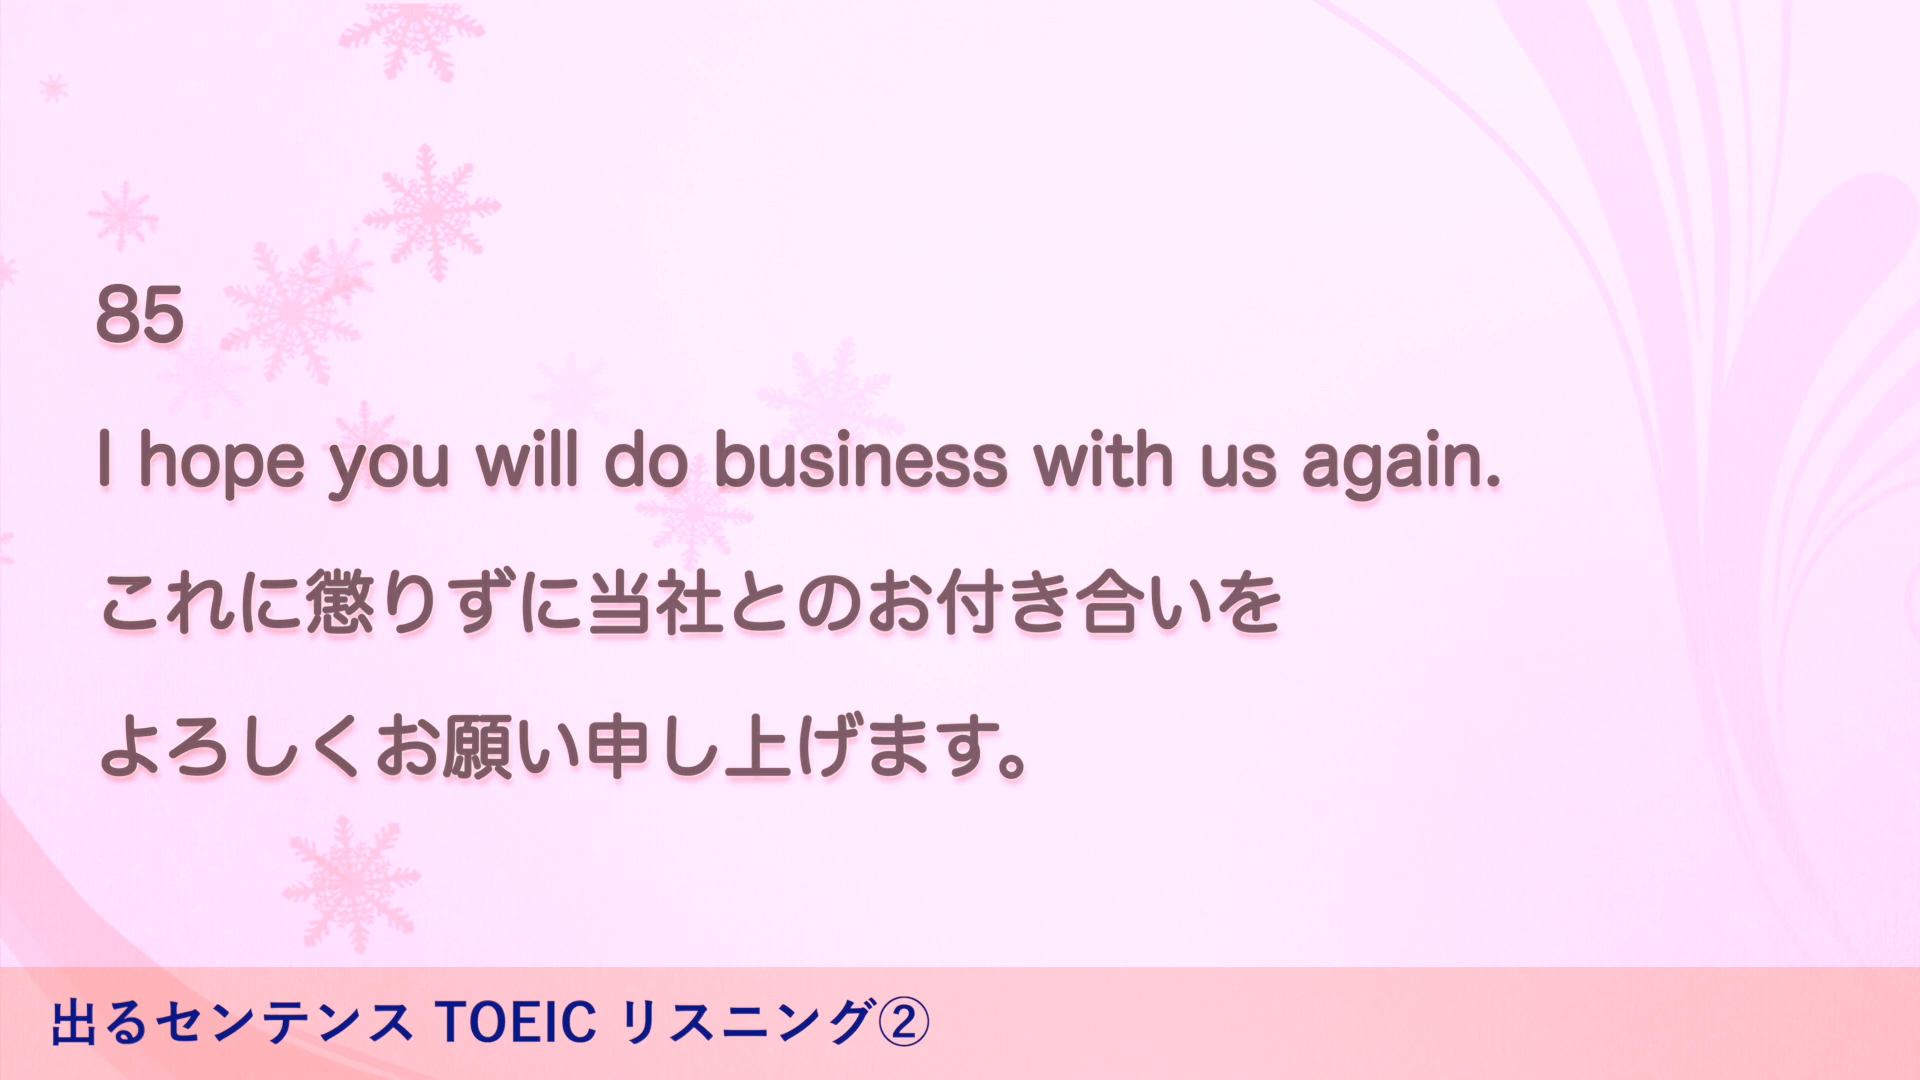 85
I hope you will do business with us again.
これに懲りずに当社とのお付き合いを
よろしくお願い申し上げます。
出るセンテンス TOEIC リスニング②